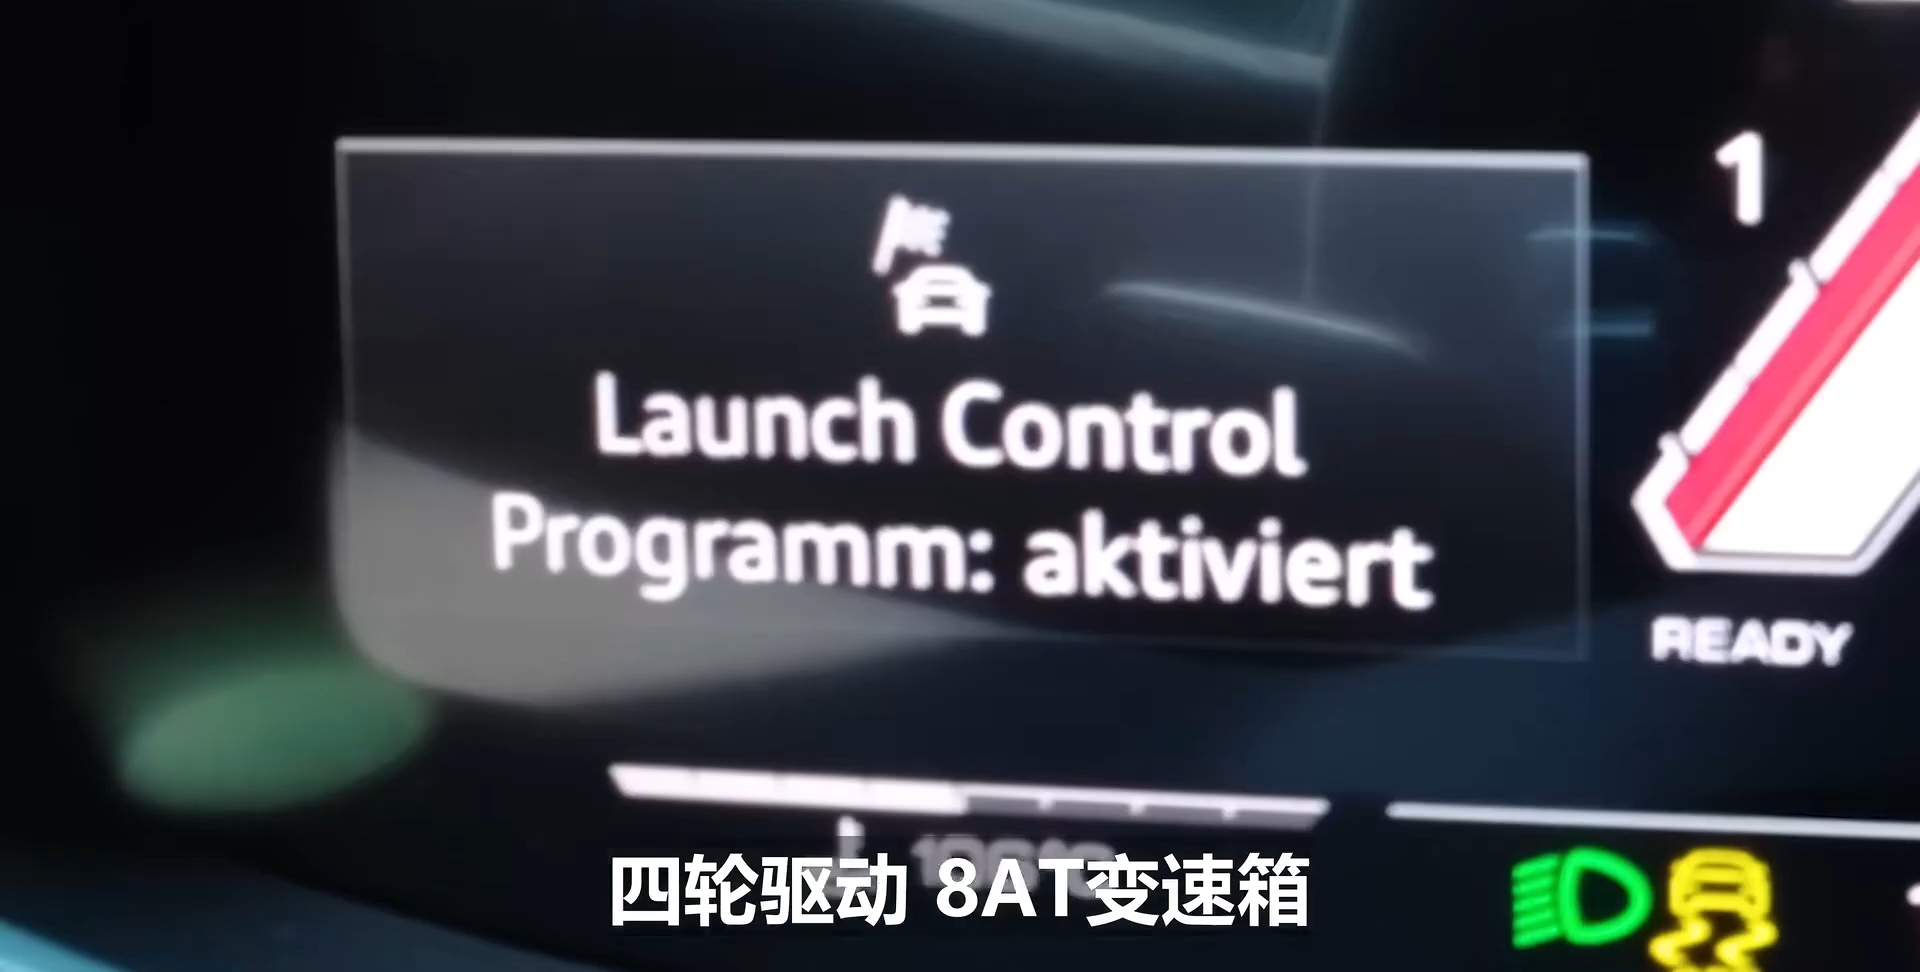 1
Launch Control
Programm: aktiviert
READY
四轮驱动 8AT变速箱